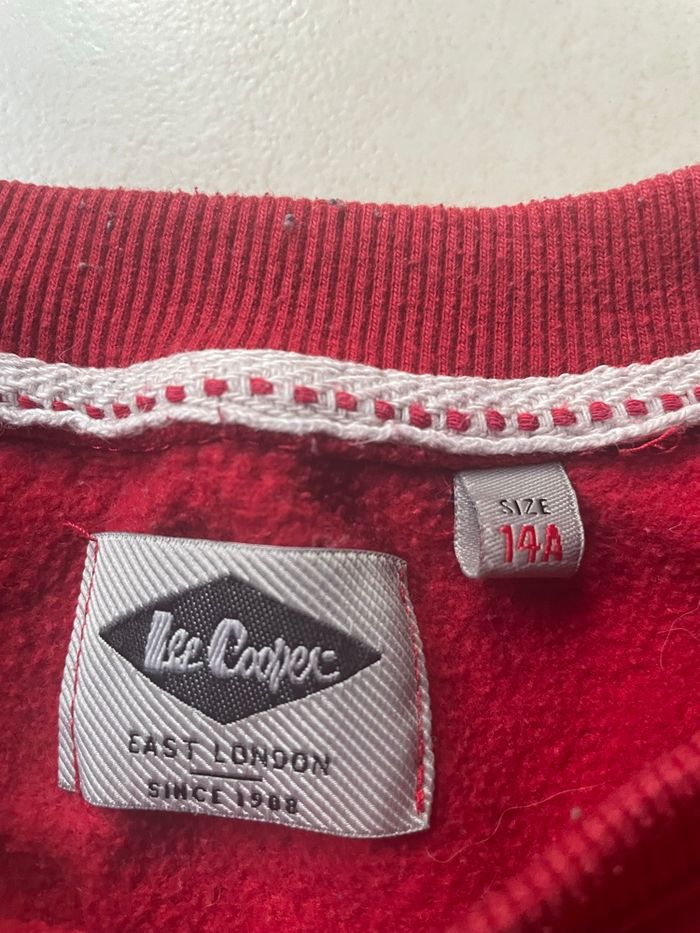 SIZE
14A
Lee Cooper
EAST LONDON
SINCE 1908